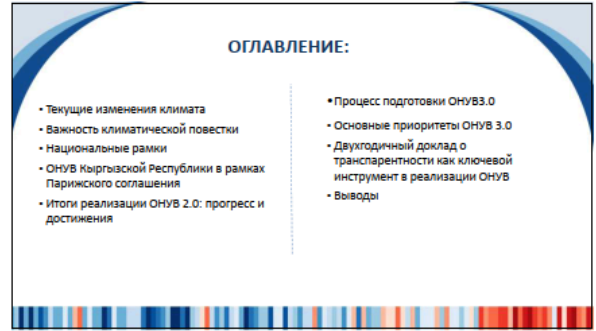 ОГЛАВЛЕНИЕ:
• Текущие изменения климата
• Важность климатической повестки
• Национальные рамки
• ОНУВ Кыргызской Республики в рамках
Парижского соглашения
• Итоги реализации ОНУВ 2.0: прогресс и
достижения
• Процесс подготовки ОНУВ3.0
• Основные приоритеты ОНУВ 3.0
• Двухгодичный доклад о
транспарентности как ключевой
инструмент в реализации ОНУВ
• Выводы